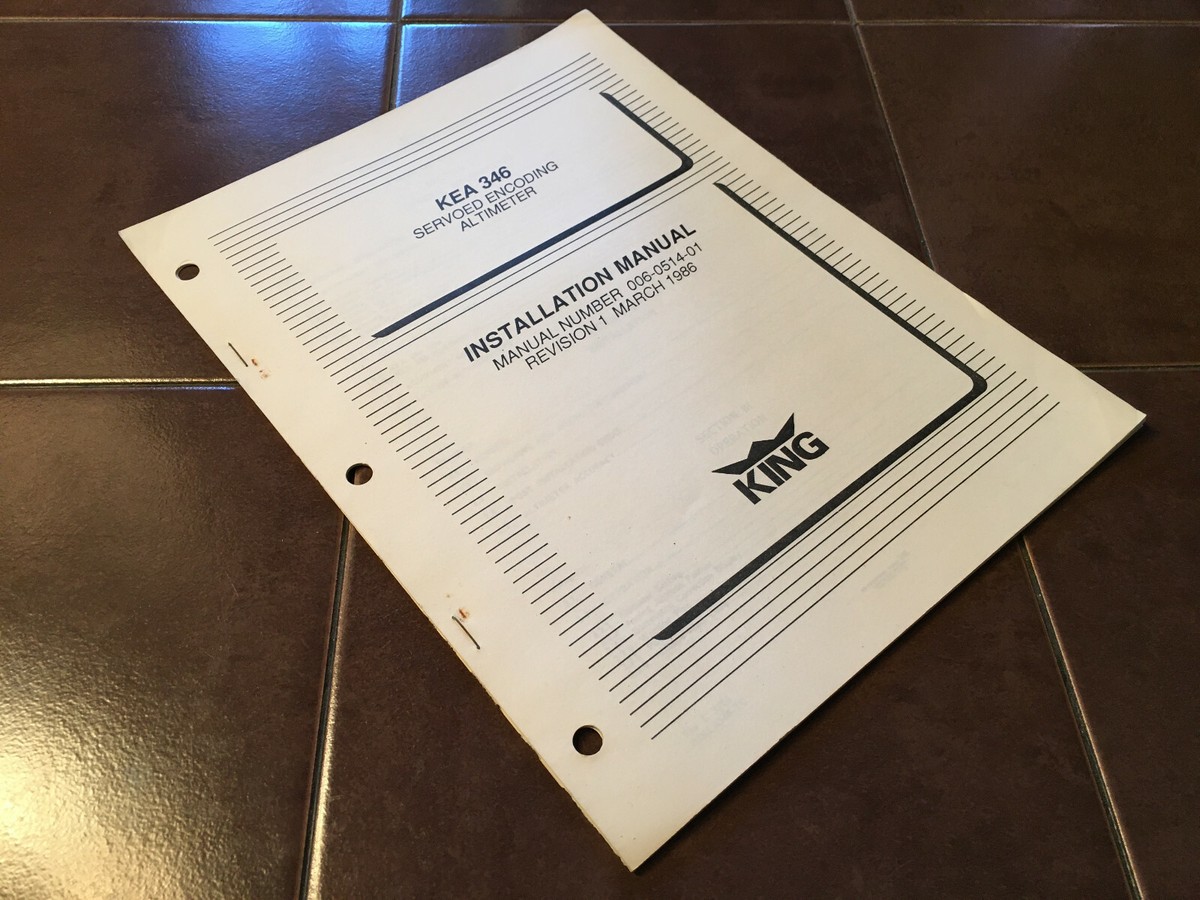 KEA 346
SERVOED ENCODING
ALTIMETER
INSTALLATION MANUAL
MANUAL NUMBER 006-0514-01
REVISION 1 MARCH 1986
KING